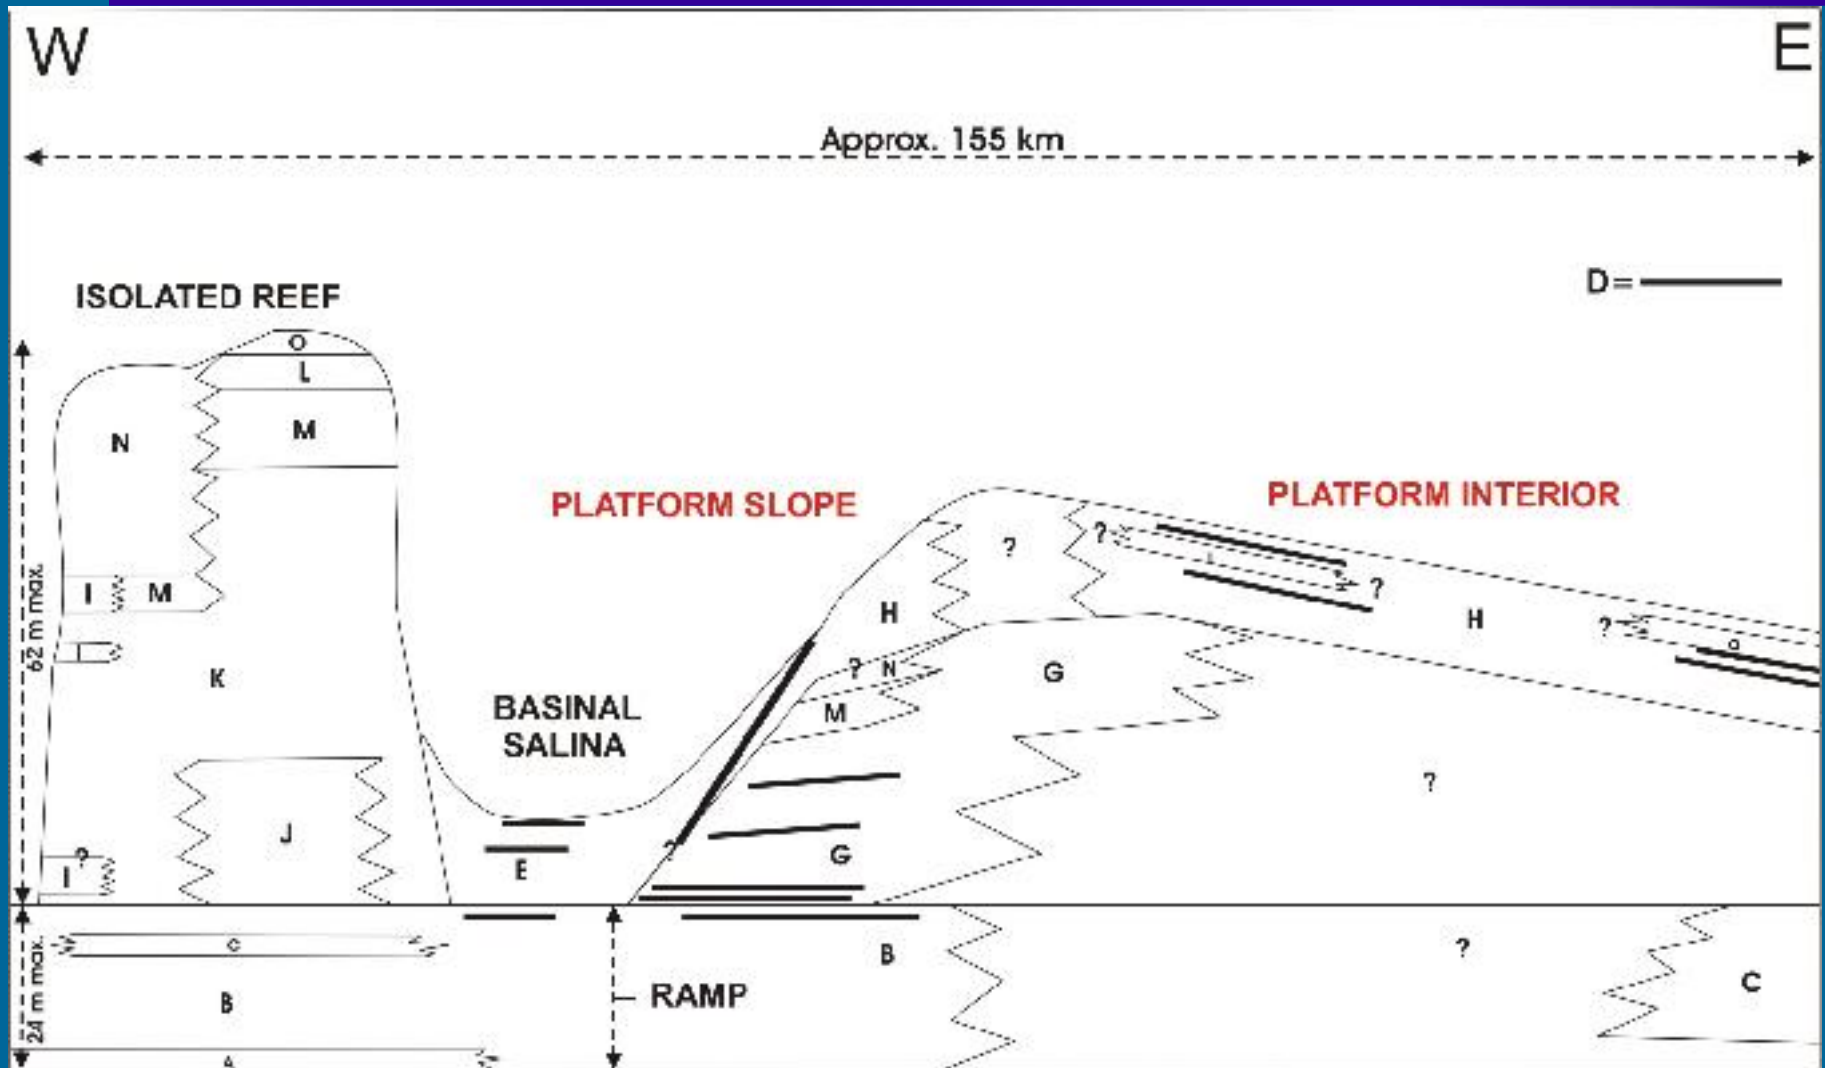 W
E
Approx. 155 km
D=
ISOLATED REEF
O
L
N
M
PLATFORM SLOPE
PLATFORM INTERIOR
?
?
I
?
62 m max.
I
M
H
H
?
I
K
? N
G
BASINAL
SALINA
M
?
J
?
?
E
G
I
24 m max.
B
?
C
B
RAMP
C
A